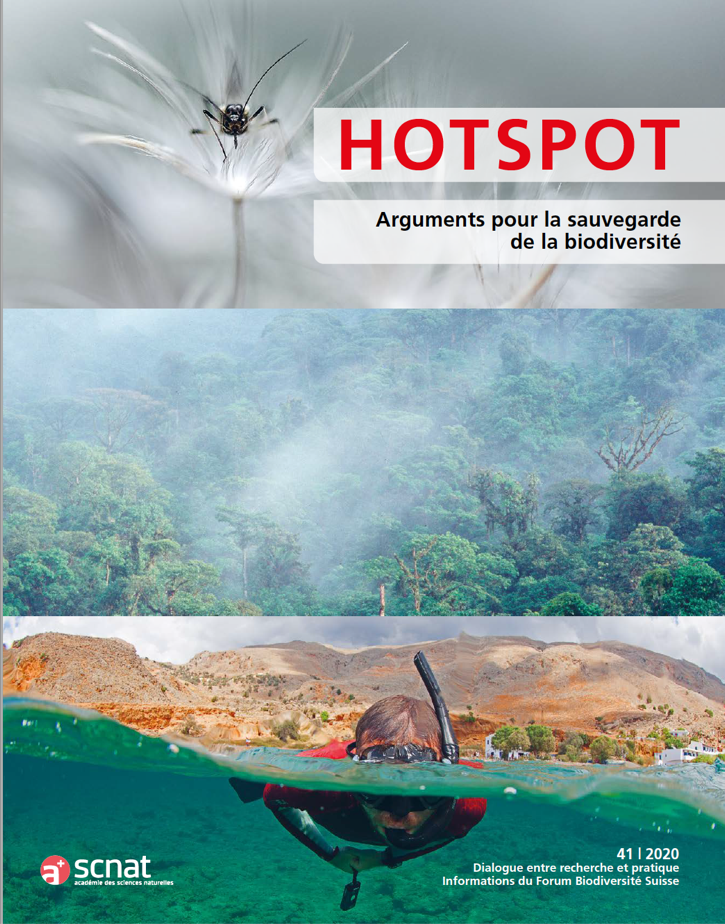 HOTSPOT
Arguments pour la sauvegarde
de la biodiversité
a+ scnat
académie des sciences naturelles
41 | 2020
Dialogue entre recherche et pratique
Informations du Forum Biodiversité Suisse